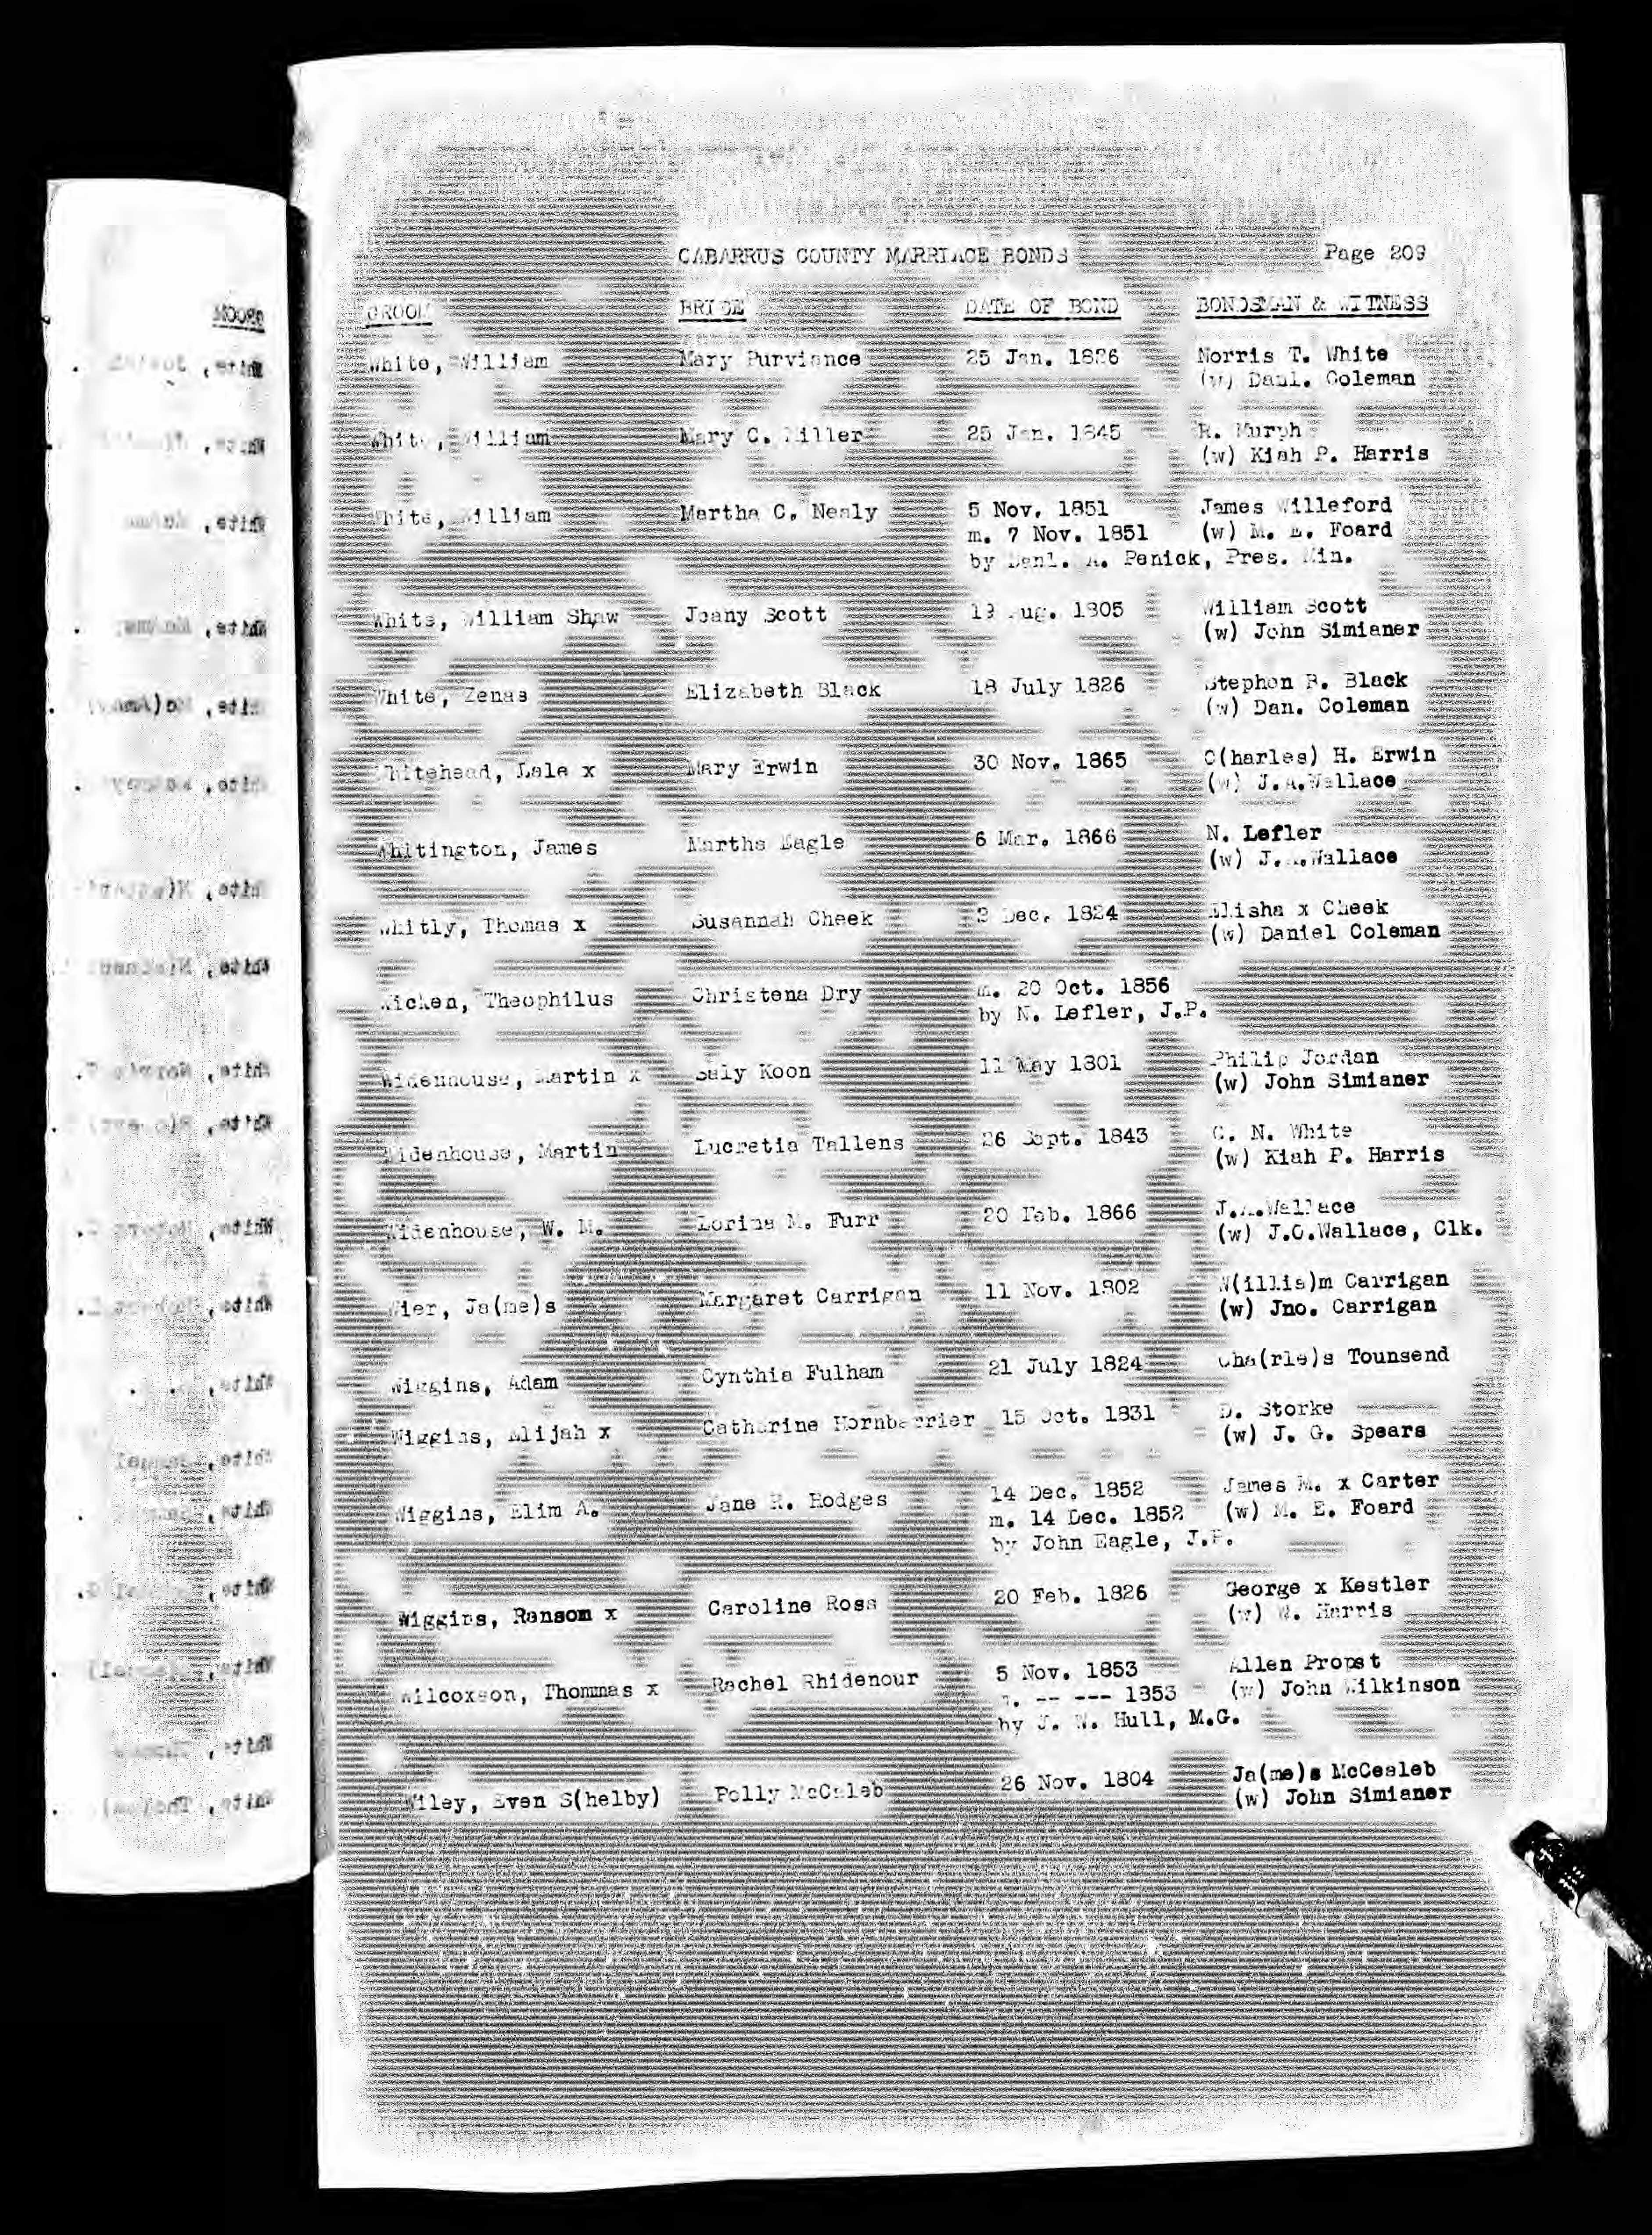 CABARRUS COUNTY MARRIAGE BONDS Page 209
GROOM BRIDE DATE OF BOND BONDSMAN & WITNESS
White, William Mary Purviance 25 Jan. 1826 Norris T. White
(w) Danl. Coleman
White, William Mary C. Miller 25 Jan. 1845 R. Murph
(w) Kiah P. Harris
White, William Martha C. Nealy 5 Nov. 1851 James Willeford
m. 7 Nov. 1851 (w) M. E. Foard
by Danl. A. Penick, Pres. Min.
White, William Shaw Jeany Scott Aug. 1805 William Scott
(w) John Simianer
White, Zenas Elizabeth Black 18 July 1826 Stephen R. Black
(w) Dan. Coleman
Whitehead, Lale x Mary Erwin 30 Nov. 1865 C(harles) H. Erwin
(w) J.A.Wallace
Whitington, James Martha Eagle 6 Mar. 1866 N. Lefler
(w) J.A.Wallace
Whitly, Thomas x Susannah Cheek Dec. 1824 Elisha x Cheek
(w) Daniel Coleman
Wicken, Theophilus Christena Dry m. 20 Oct. 1856
by N. Lefler, J.P.
Widenhouse, Martin x Saly Koon 11 May 1801 Philip Jordan
(w) John Simianer
Widenhouse, Martin Lucretia Tallens 26 Sept. 1843 C. N. White
(w) Kiah P. Harris
Widenhouse, W. M. Lorina M. Furr 20 Feb. 1866 J.A.Wallace
(w) J.C.Wallace, Clk.
Wier, Ja(me)s Margaret Carrigan 11 Nov. 1802 W(illia)m Carrigan
(w) Jno. Carrigan
Wiggins, Adam Cynthia Fulham 21 July 1824 Cha(rle)s Tounsend
Wiggins, Elijah x Catharine Hornbarrier 15 Oct. 1831 D. Storke
(w) J. G. Spears
Wiggins, Elim A. Jane R. Hodges 14 Dec. 1852 James M. x Carter
m. 14 Dec. 1852 (w) M. E. Foard
by John Eagle, J.P.
Wiggins, Ransom x Caroline Ross 20 Feb. 1826 George x Kestler
(w) W. Harris
Wilcoxson, Thommas x Rachel Rhidenour 5 Nov. 1853 Allen Propst
m. -- --- 1853 (w) John Wilkinson
by J. W. Hull, M.G.
Wiley, Even S(helby) Polly McCaleb 26 Nov. 1804 Ja(me)s McCealeb
(w) John Simianer